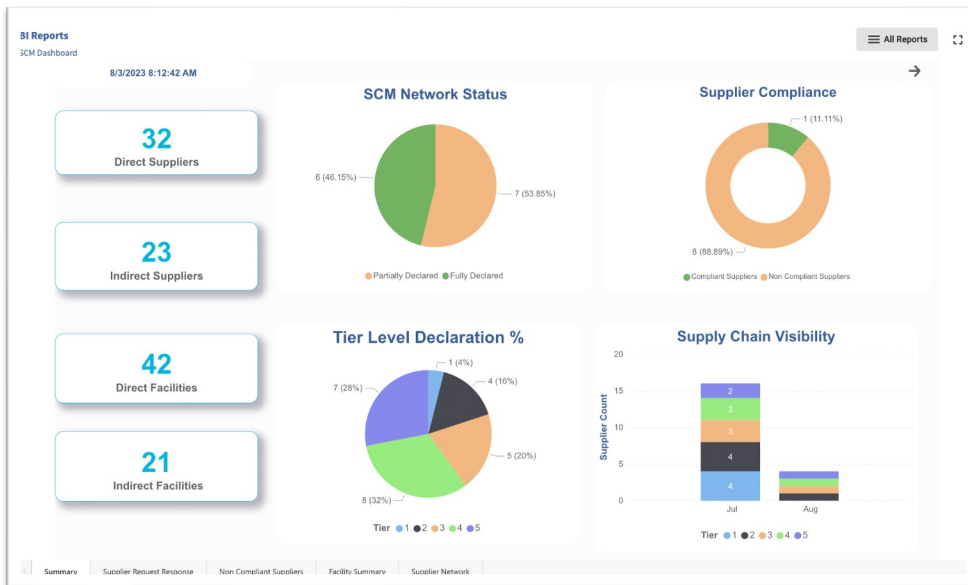 BI Reports
SCM Dashboard
All Reports
8/3/2023 8:12:42 AM
32
Direct Suppliers
23
Indirect Suppliers
42
Direct Facilities
21
Indirect Facilities
SCM Network Status
6 (46.15%)
7 (53.85%)
Partially Declared Fully Declared
Supplier Compliance
1 (11.11%)
8 (88.89%)
Compliant Suppliers Non Compliant Suppliers
Tier Level Declaration %
1 (4%)
7 (28%)
4 (16%)
5 (20%)
8 (32%)
Tier 1 2 3 4 5
Supply Chain Visibility
Supplier Count
20
15
10
5
0
2
3
3
4
4
Jul Aug
Tier 1 2 3 4 5
Summary Supplier Request Response Non Compliant Suppliers Facility Summary Supplier Network